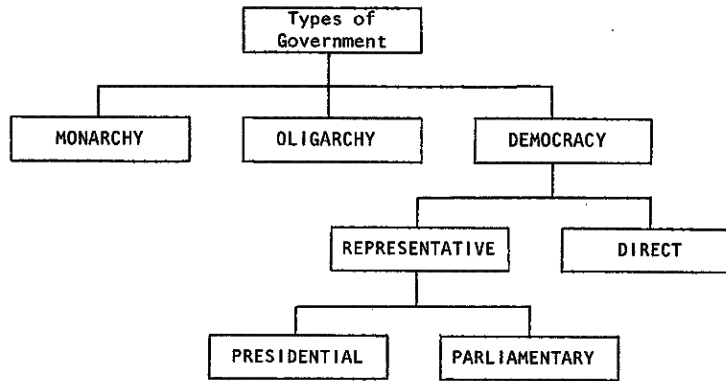 Types of
Government
MONARCHY
OLIGARCHY
DEMOCRACY
REPRESENTATIVE
DIRECT
PRESIDENTIAL
PARLIAMENTARY